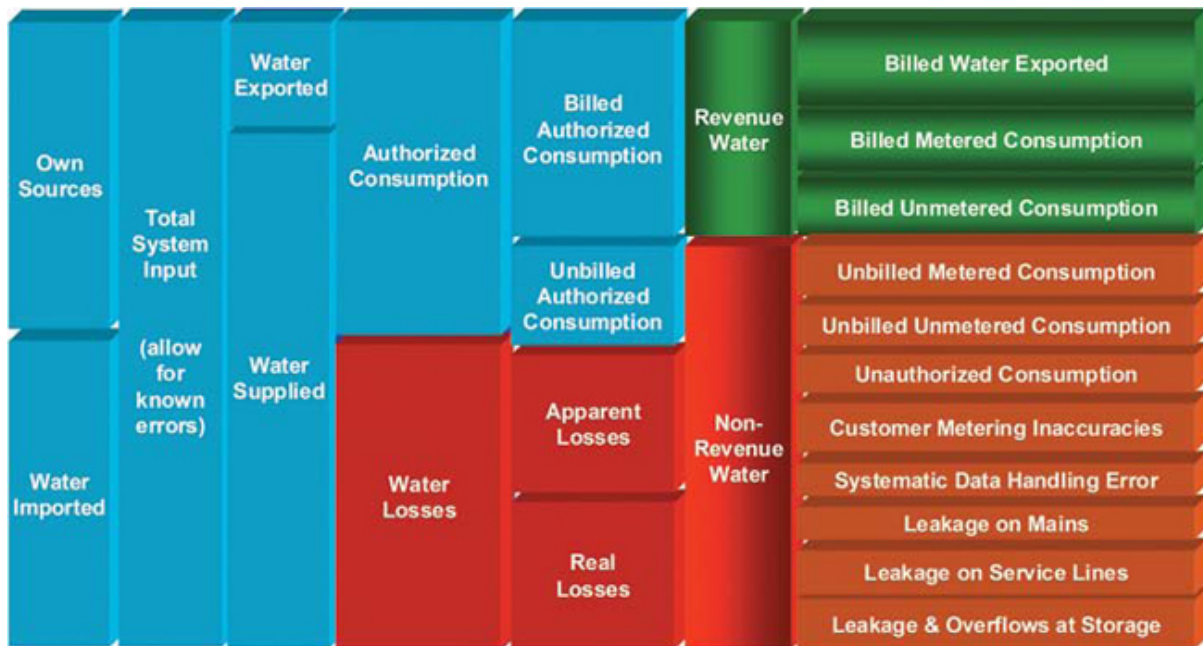 Own
Sources
Water
Imported
Total
System
Input
(allow
for
known
errors)
Water
Exported
Water
Supplied
Authorized
Consumption
Water
Losses
Billed
Authorized
Consumption
Unbilled
Authorized
Consumption
Apparent
Losses
Real
Losses
Revenue
Water
Non-
Revenue
Water
Billed Water Exported
Billed Metered Consumption
Billed Unmetered Consumption
Unbilled Metered Consumption
Unbilled Unmetered Consumption
Unauthorized Consumption
Customer Metering Inaccuracies
Systematic Data Handling Error
Leakage on Mains
Leakage on Service Lines
Leakage & Overflows at Storage